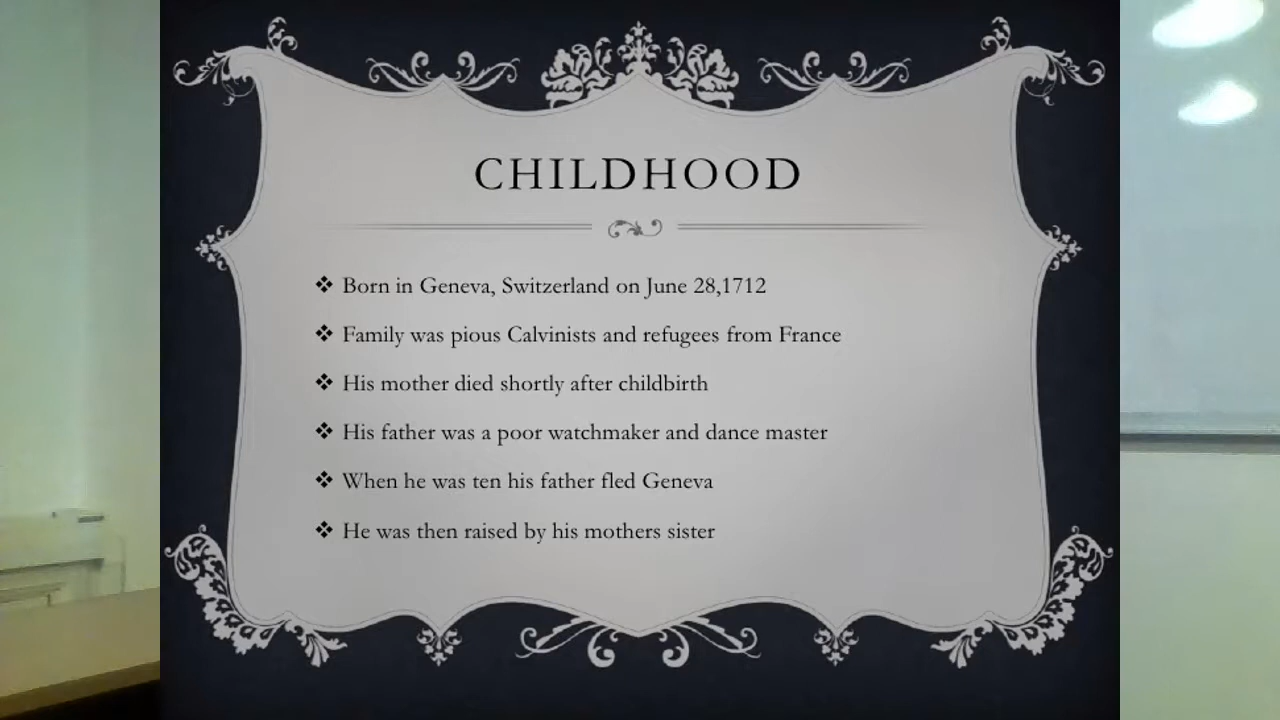 CHILDHOOD
❖ Born in Geneva, Switzerland on June 28,1712
❖ Family was pious Calvinists and refugees from France
❖ His mother died shortly after childbirth
❖ His father was a poor watchmaker and dance master
❖ When he was ten his father fled Geneva
❖ He was then raised by his mothers sister